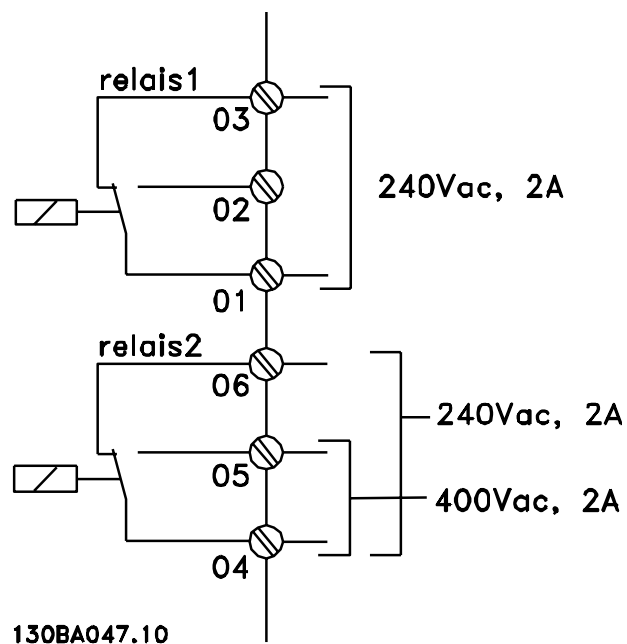 relais1
03
02
240Vac, 2A
01
relais2
06
240Vac, 2A
05
400Vac, 2A
04
130BA047.10